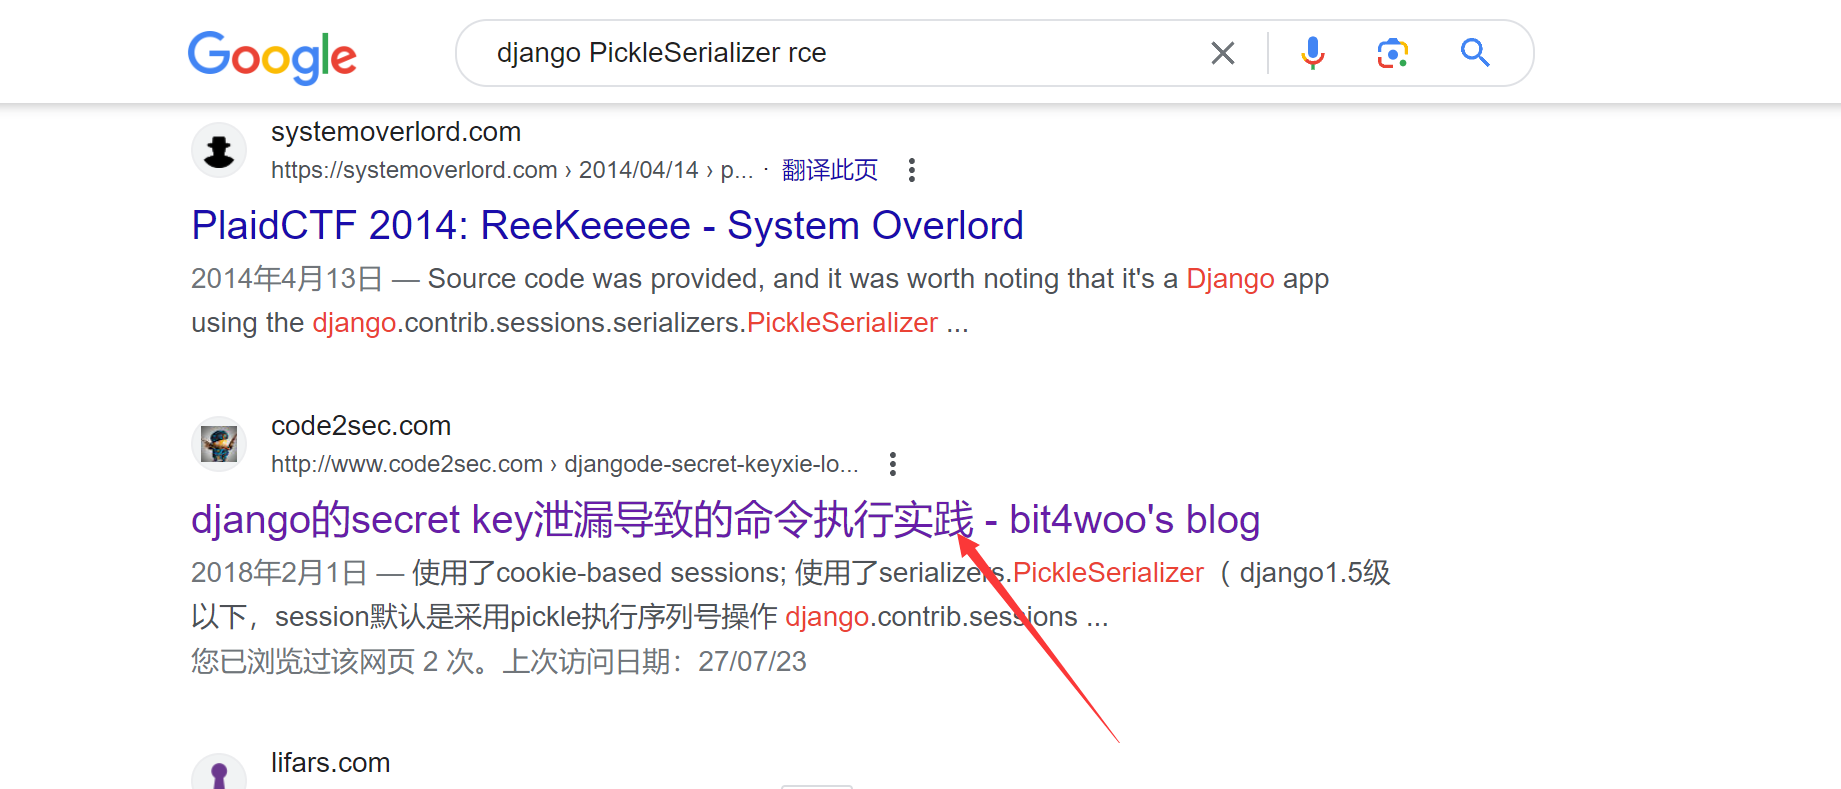 Google
django PickleSerializer rce
systemoverlord.com
https://systemoverlord.com › 2014/04/14 › p... · 翻译此页
PlaidCTF 2014: ReeKeeeee - System Overlord
2014年4月13日 — Source code was provided, and it was worth noting that it's a Django app
using the django.contrib.sessions.serializers.PickleSerializer ...
code2sec.com
http://www.code2sec.com › djangode-secret-keyxie-lo...
django的secret key泄漏导致的命令执行实践 - bit4woo's blog
2018年2月1日 — 使用了cookie-based sessions; 使用了serializers.PickleSerializer（ django1.5级
以下，session默认是采用pickle执行序列号操作 django.contrib.sessions ...
您已浏览过该网页 2 次。上次访问日期：27/07/23
lifars.com